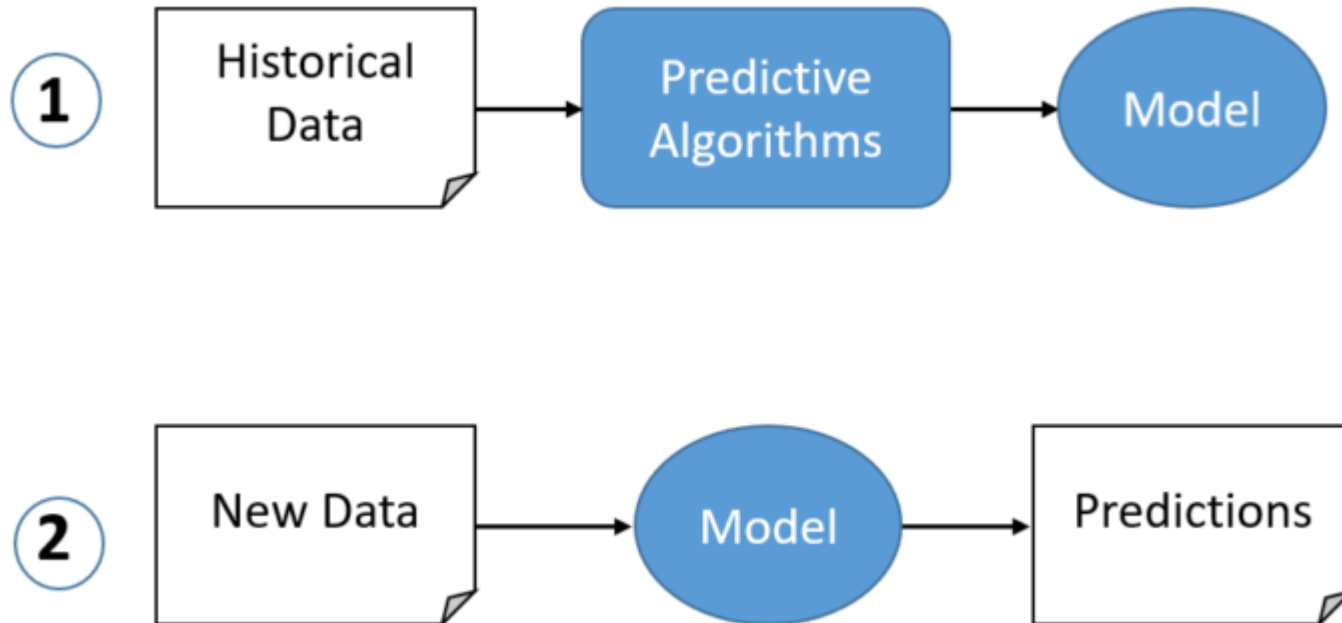 1
Historical
Data
Predictive
Algorithms
Model
2
New Data
Model
Predictions